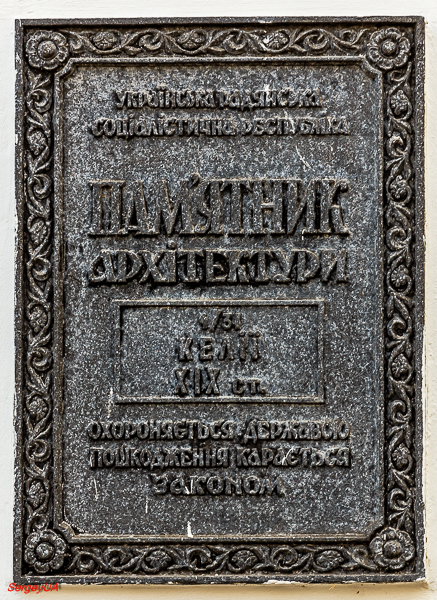 Українська радянська
соціалістична республіка
ПАМ'ЯТНИК
АРХІТЕКТУРИ
КЕЛІЇ
XIX ст.
ОХОРОНЯЄТЬСЯ ДЕРЖАВОЮ
ПОШКОДЖЕННЯ КАРАЄТЬСЯ
ЗАКОНОМ
SergeyUA